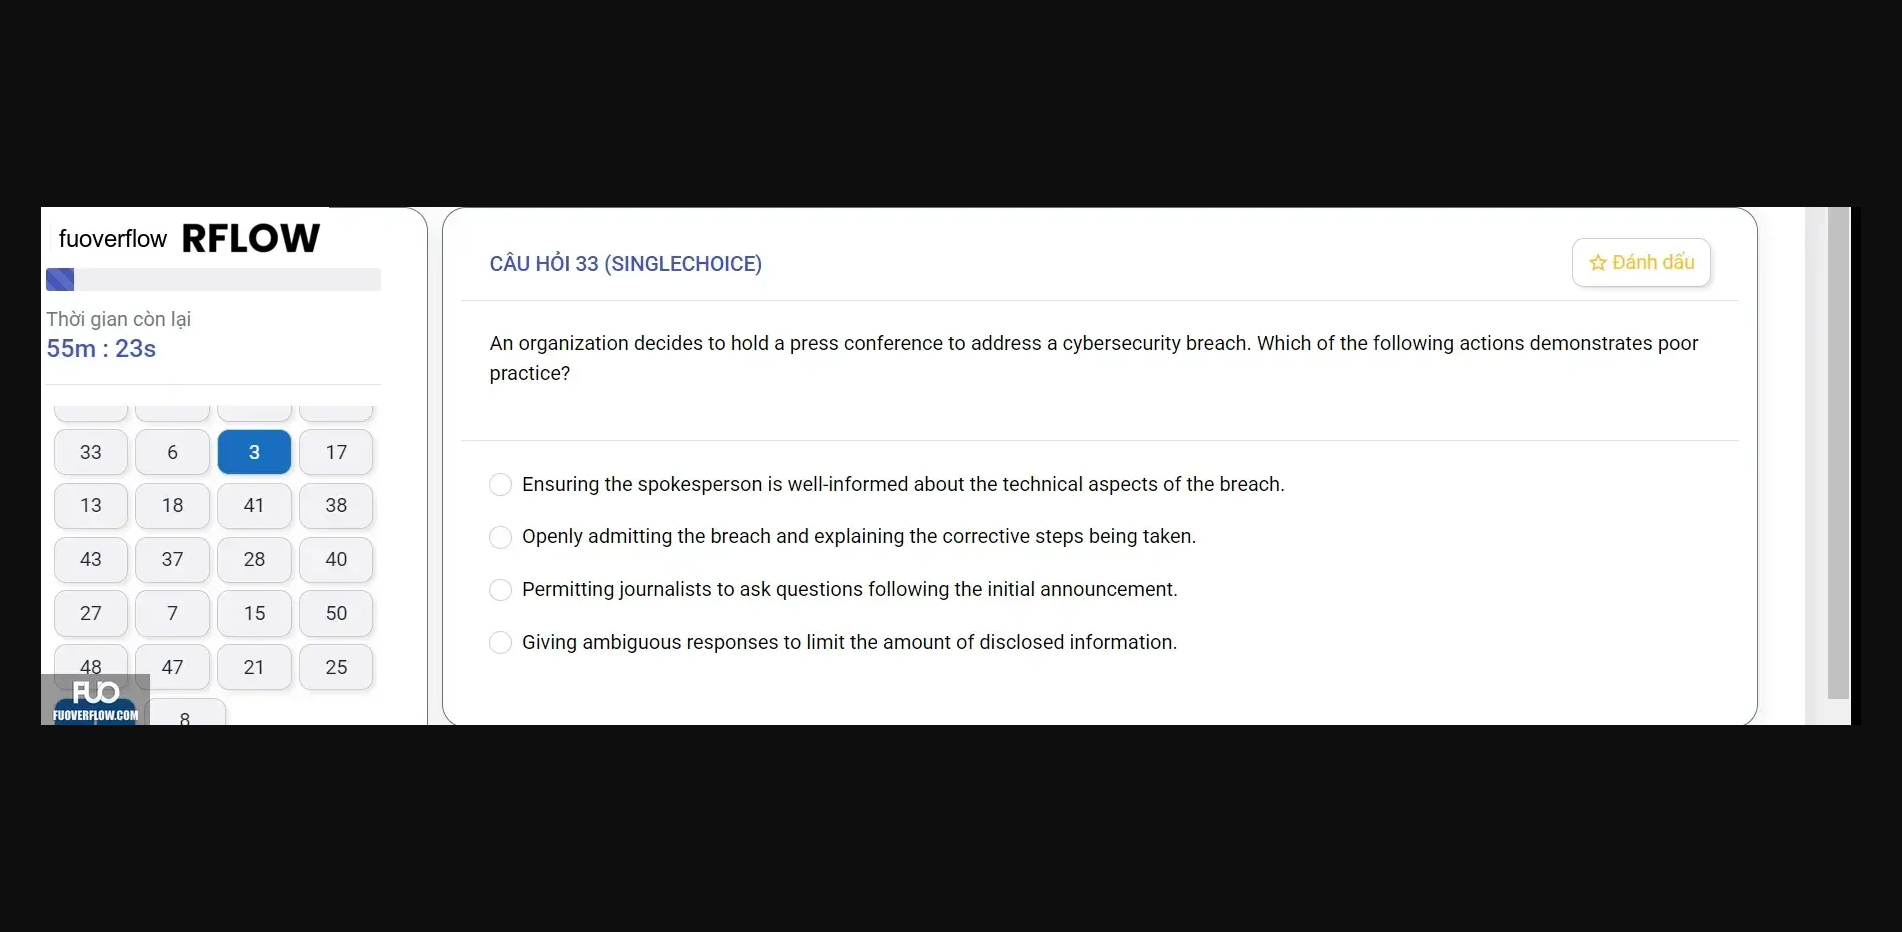 fuoverflow RFLOW
Thời gian còn lại
55m : 23s
33 6 3 17
13 18 41 38
43 37 28 40
27 7 15 50
48 47 21 25
8
FUO
FUOVERFLOW.COM
CÂU HỎI 33 (SINGLECHOICE)
Đánh dấu
An organization decides to hold a press conference to address a cybersecurity breach. Which of the following actions demonstrates poor
practice?
Ensuring the spokesperson is well-informed about the technical aspects of the breach.
Openly admitting the breach and explaining the corrective steps being taken.
Permitting journalists to ask questions following the initial announcement.
Giving ambiguous responses to limit the amount of disclosed information.